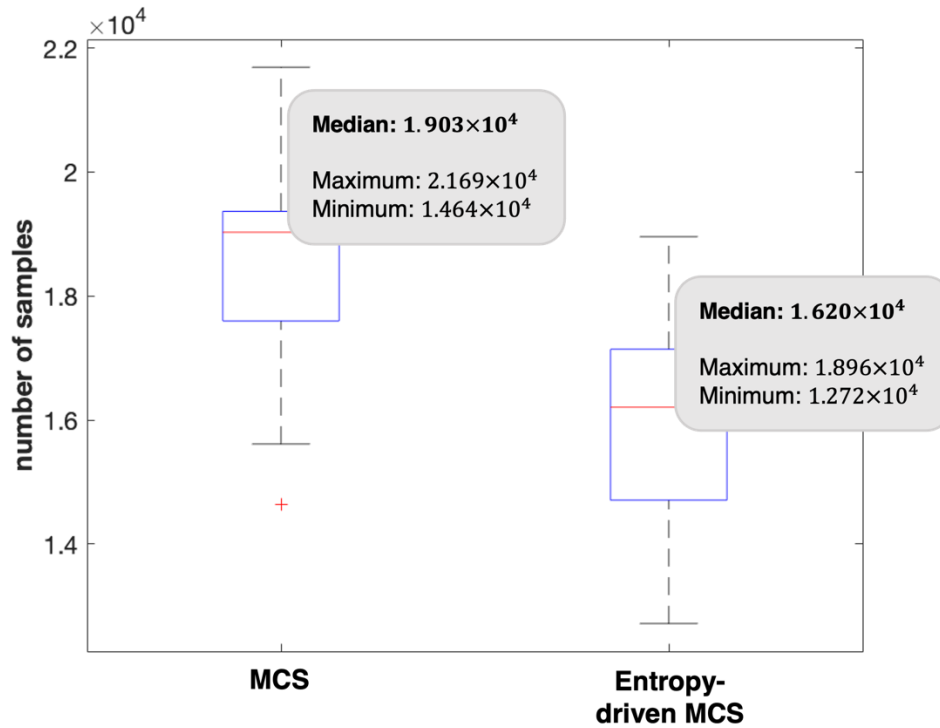 ×10⁴
2.2
2
1.8
1.6
1.4
number of samples
Median: 1.903×10⁴
Maximum: 2.169×10⁴
Minimum: 1.464×10⁴
Median: 1.620×10⁴
Maximum: 1.896×10⁴
Minimum: 1.272×10⁴
MCS
Entropy-
driven MCS